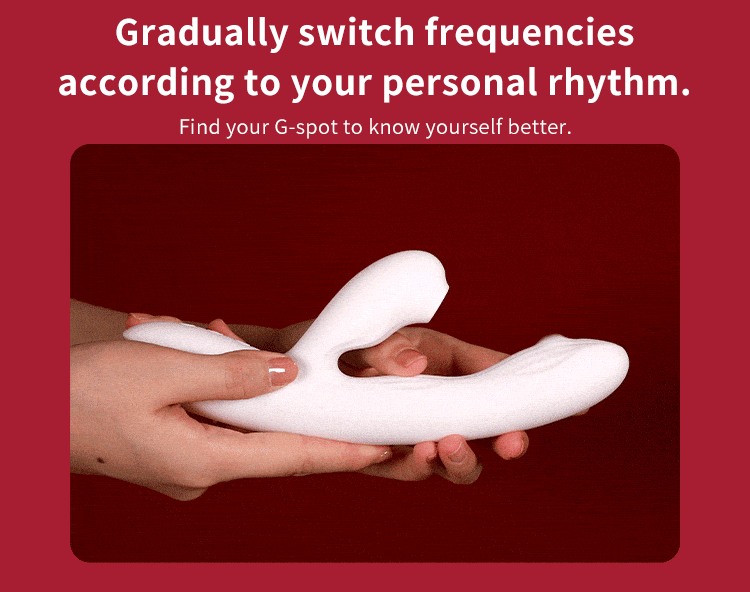 Gradually switch frequencies
according to your personal rhythm.
Find your G-spot to know yourself better.